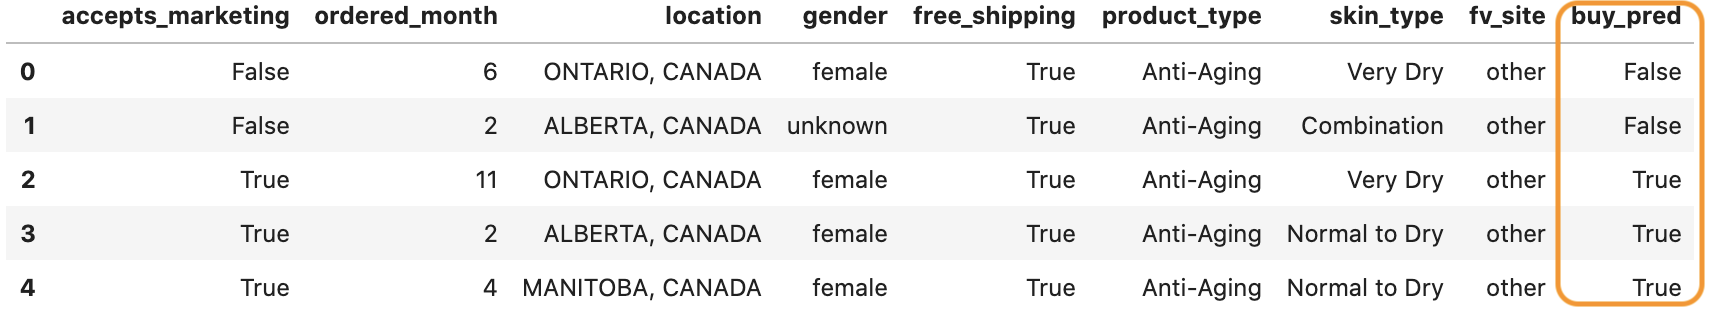 accepts_marketing ordered_month location gender free_shipping product_type skin_type fv_site buy_pred
0 False 6 ONTARIO, CANADA female True Anti-Aging Very Dry other False
1 False 2 ALBERTA, CANADA unknown True Anti-Aging Combination other False
2 True 11 ONTARIO, CANADA female True Anti-Aging Very Dry other True
3 True 2 ALBERTA, CANADA female True Anti-Aging Normal to Dry other True
4 True 4 MANITOBA, CANADA female True Anti-Aging Normal to Dry other True